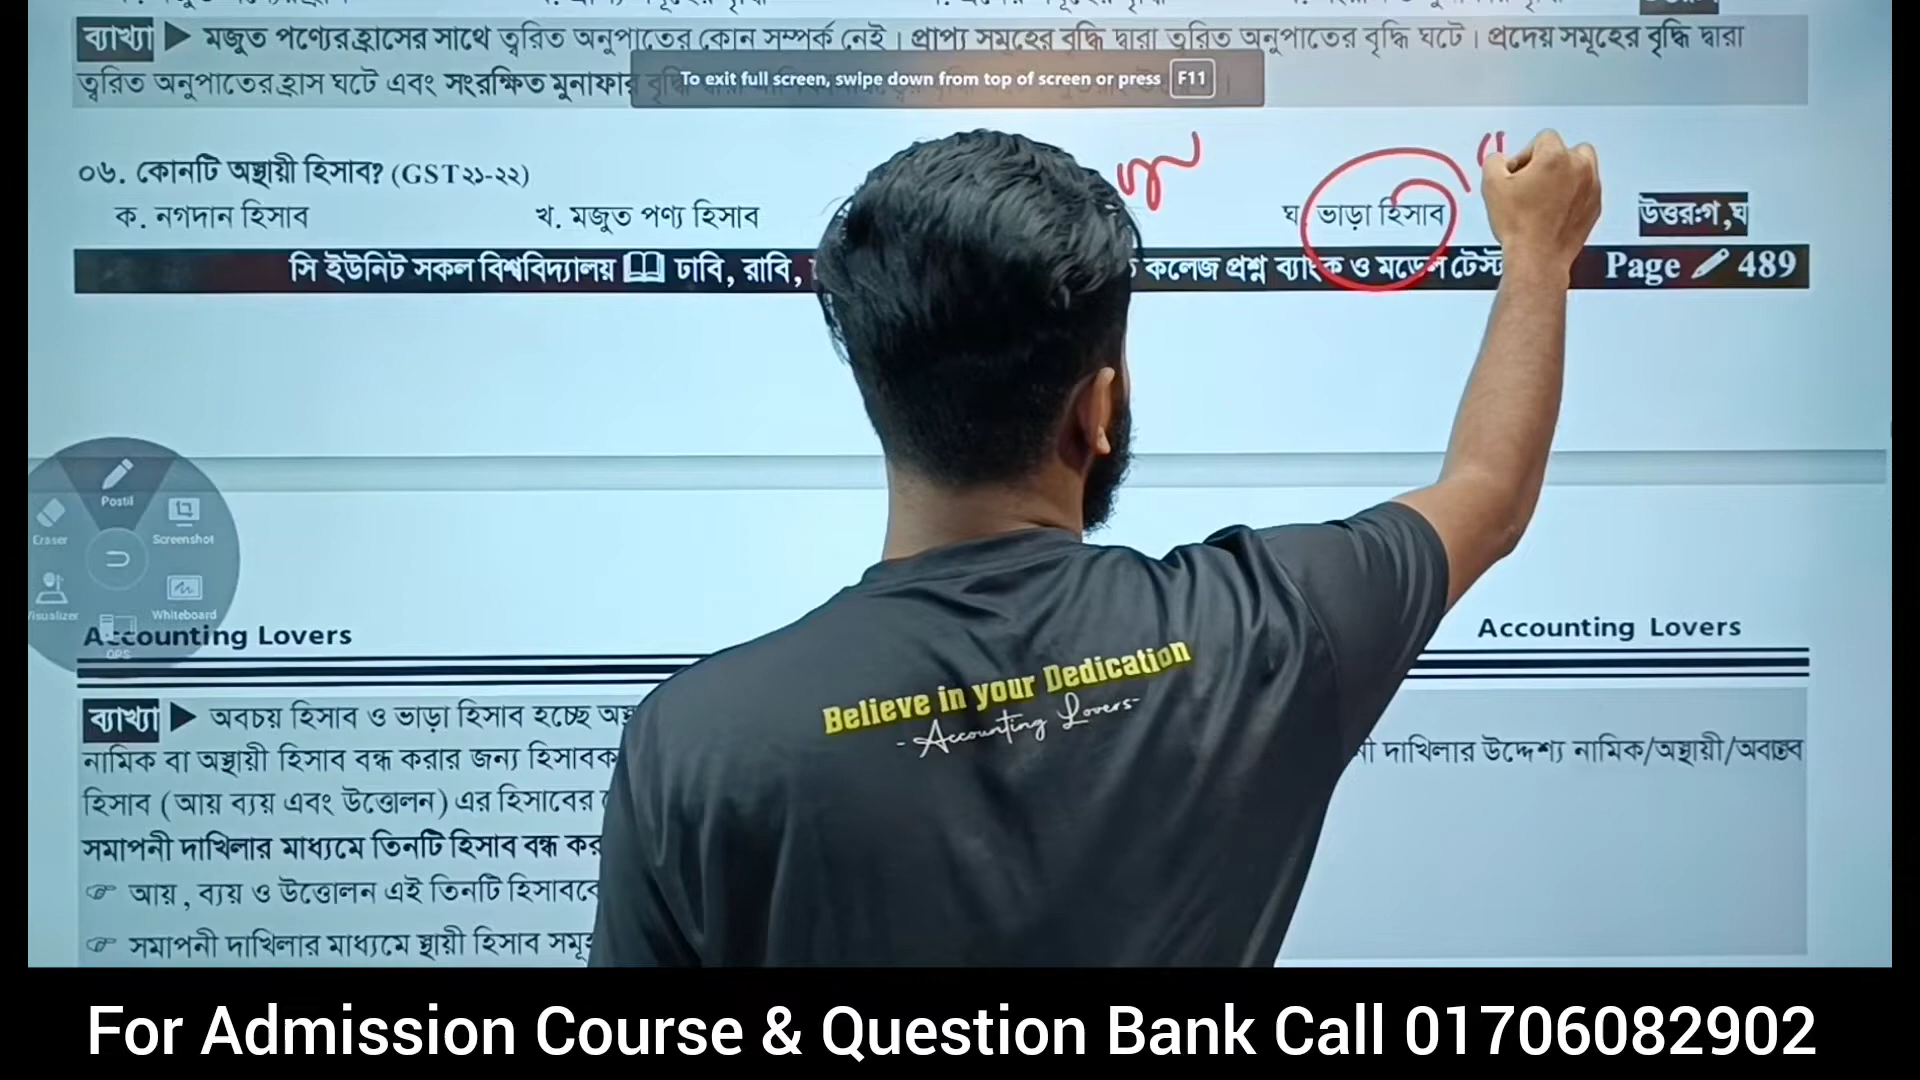 ব্যাখ্যা ▶ মজুত পণ্যের হ্রাসের সাথে ত্বরিত অনুপাতের কোন সম্পর্ক নেই। প্রাপ্য সমূহের বৃদ্ধি দ্বারা ত্বরিত অনুপাতের বৃদ্ধি ঘটে। প্রদেয় সমূহের বৃদ্ধি দ্বারা
ত্বরিত অনুপাতের হ্রাস ঘটে এবং সংরক্ষিত মুনাফার
To exit full screen, swipe down from top of screen or press F11
০৬. কোনটি অস্থায়ী হিসাব? (GST২১-২২)
ক. নগদান হিসাব খ. মজুত পণ্য হিসাব ঘ ভাড়া হিসাব উত্তর:গ,ঘ
সি ইউনিট সকল বিশ্ববিদ্যালয় ঢাবি, রাবি, কলেজ প্রশ্ন ব্যাংক ও মডেল টেস্ট Page 489
Postil
Eraser Screenshot
Visualizer Whiteboard
Accounting Lovers Accounting Lovers
ব্যাখ্যা ▶ অবচয় হিসাব ও ভাড়া হিসাব হচ্ছে
নামিক বা অস্থায়ী হিসাব বন্ধ করার জন্য দাখিলার উদ্দেশ্য নামিক/অস্থায়ী/অবাস্তব
হিসাব (আয় ব্যয় এবং উত্তোলন) এর হিসাবের
সমাপনী দাখিলার মাধ্যমে তিনটি হিসাব বন্ধ
☞ আয়, ব্যয় ও উত্তোলন এই তিনটি
☞ সমাপনী দাখিলার মাধ্যমে স্থায়ী হিসাব
Believe in your Dedication
- Accounting Lovers -
For Admission Course & Question Bank Call 01706082902